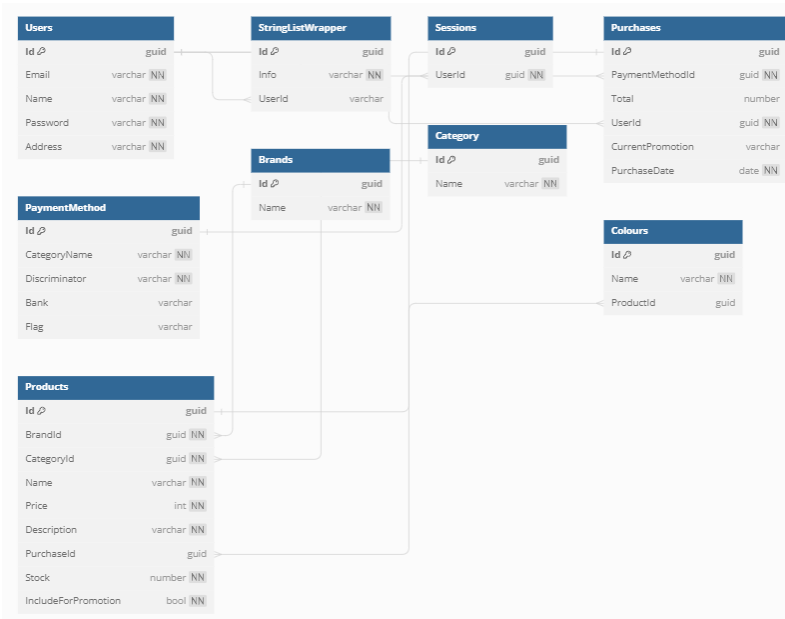 Users
Id guid
Email varchar NN
Name varchar NN
Password varchar NN
Address varchar NN
StringListWrapper
Id guid
Info varchar NN
UserId varchar
Sessions
Id guid
UserId guid NN
Purchases
Id guid
PaymentMethodId guid NN
Total number
UserId guid NN
CurrentPromotion varchar
PurchaseDate date NN
Brands
Id guid
Name varchar NN
Category
Id guid
Name varchar NN
PaymentMethod
Id guid
CategoryName varchar NN
Discriminator varchar NN
Bank varchar
Flag varchar
Colours
Id guid
Name varchar NN
ProductId guid
Products
Id guid
BrandId guid NN
CategoryId guid NN
Name varchar NN
Price int NN
Description varchar NN
PurchaseId guid
Stock number NN
IncludeForPromotion bool NN